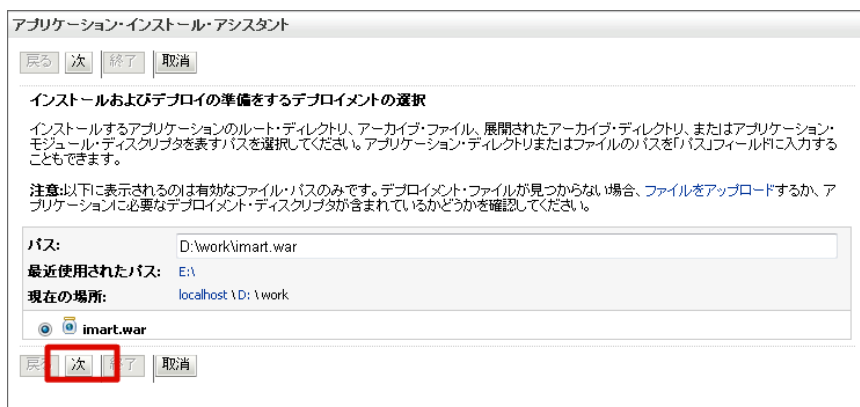 アプリケーション・インストール・アシスタント
戻る 次 終了 取消
インストールおよびデプロイの準備をするデプロイメントの選択
インストールするアプリケーションのルート・ディレクトリ、アーカイブ・ファイル、展開されたアーカイブ・ディレクトリ、またはアプリケーション・
モジュール・ディスクリプタを表すパスを選択してください。アプリケーション・ディレクトリまたはファイルのパスを「パス」フィールドに入力する
こともできます。
注意:以下に表示されるのは有効なファイル・パスのみです。デプロイメント・ファイルが見つからない場合、ファイルをアップロードするか、ア
プリケーションに必要なデプロイメント・ディスクリプタが含まれているかどうかを確認してください。
パス: D:\work\imart.war
最近使用されたパス: E:\
現在の場所: localhost \ D: \ work
imart.war
戻る 次 終了 取消